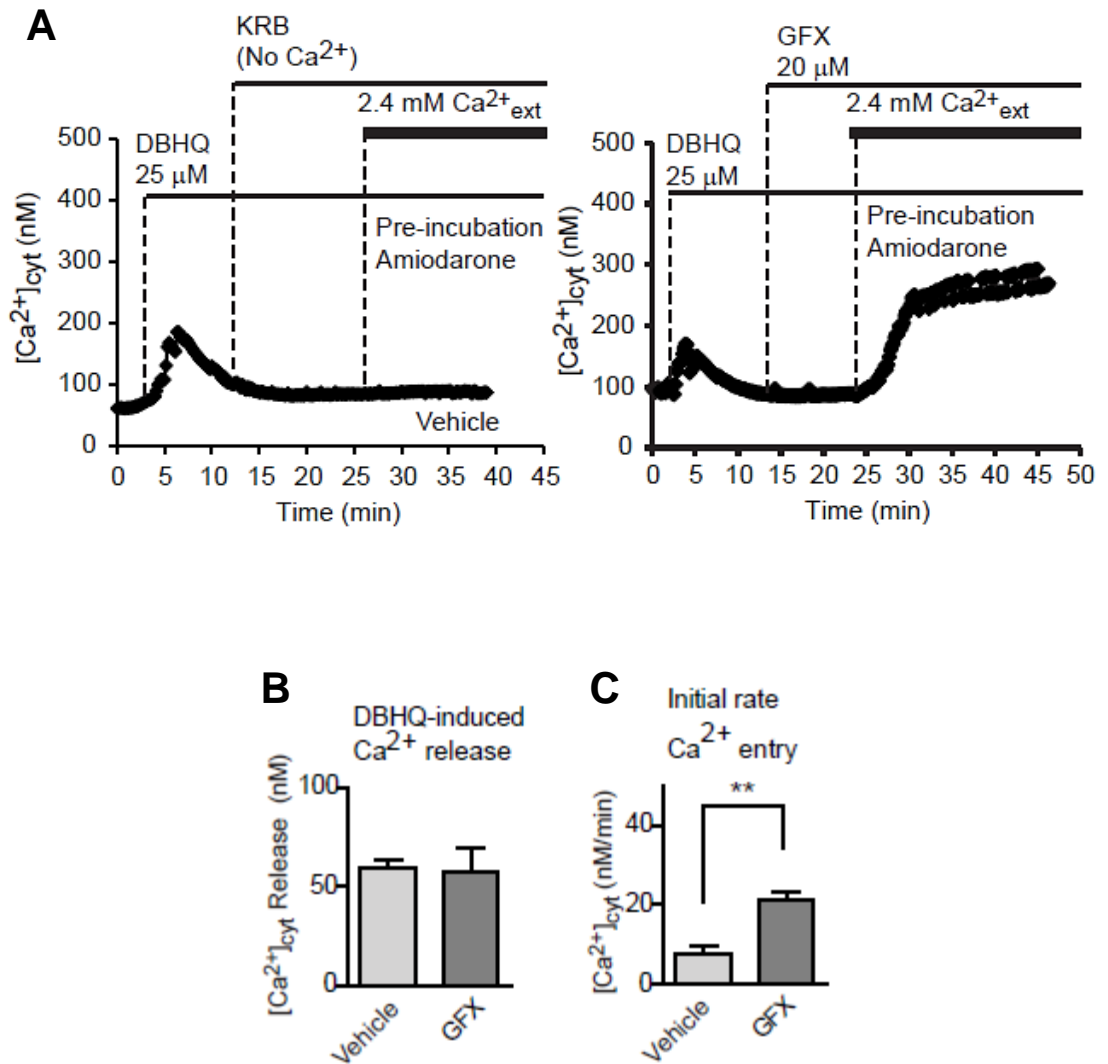 A
KRB
(No Ca2+)
2.4 mM Ca2+ext
DBHQ
25 µM
Pre-incubation
Amiodarone
Vehicle
[Ca2+]cyt (nM)
500
400
300
200
100
0
0 5 10 15 20 25 30 35 40 45
Time (min)
GFX
20 µM
2.4 mM Ca2+ext
DBHQ
25 µM
Pre-incubation
Amiodarone
[Ca2+]cyt (nM)
500
400
300
200
100
0
0 5 10 15 20 25 30 35 40 45 50
Time (min)
B
DBHQ-induced
Ca2+ release
[Ca2+]cyt Release (nM)
100
50
0
Vehicle
GFX
C
Initial rate
Ca2+ entry
**
[Ca2+]cyt (nM/min)
40
20
0
Vehicle
GFX